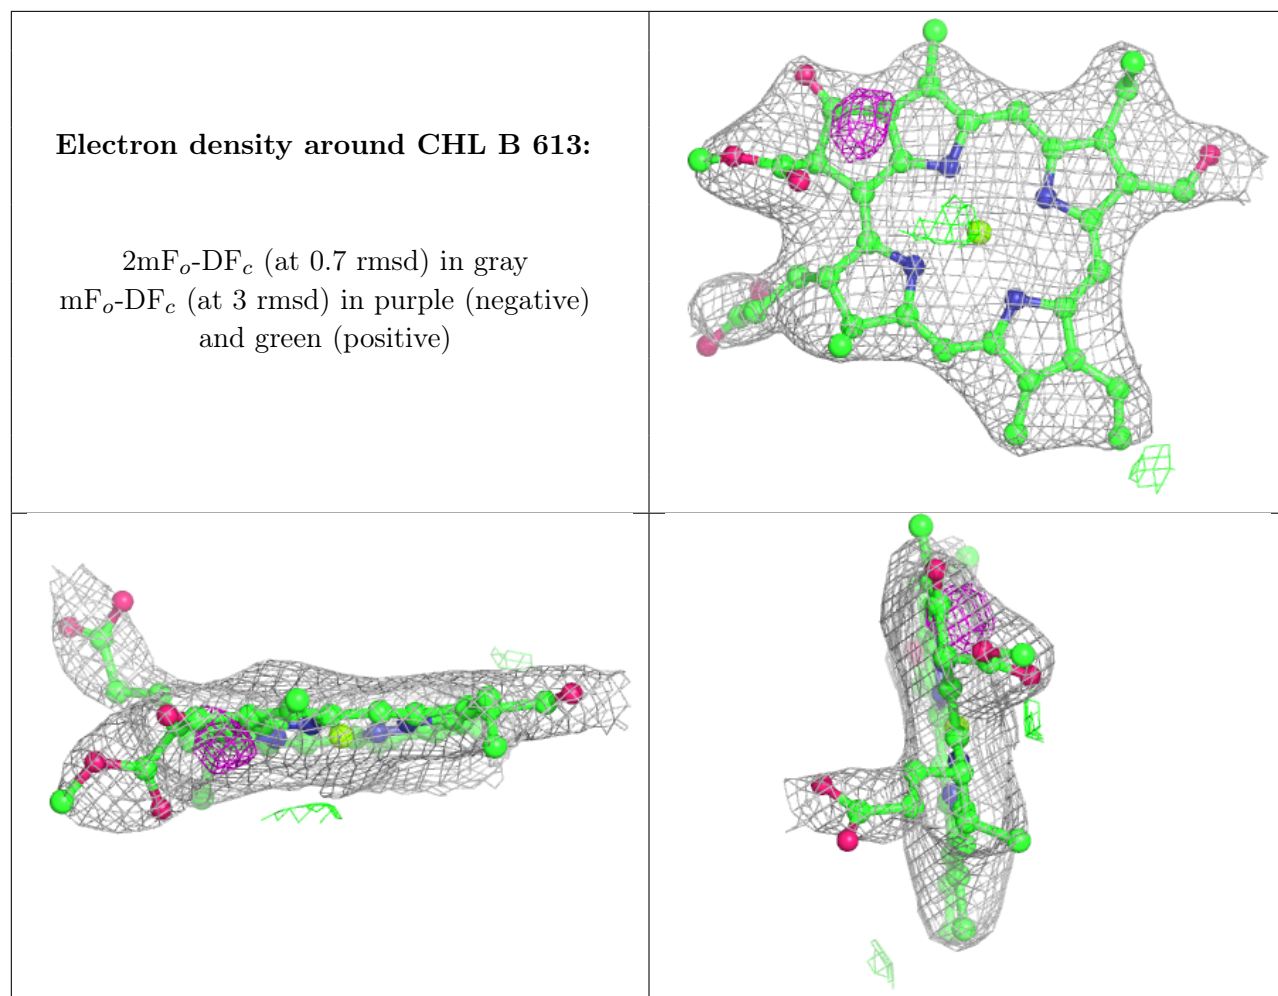 Electron density around CHL B 613:
2mFo-DFc (at 0.7 rmsd) in gray
mFo-DFc (at 3 rmsd) in purple (negative)
and green (positive)